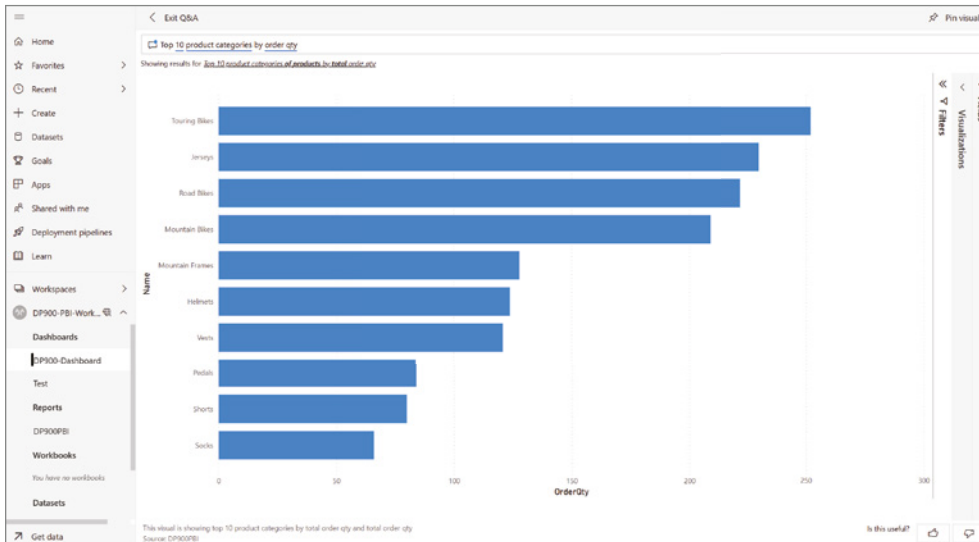 Exit Q&A
Pin visual
Top 10 product categories by order qty
Showing results for Top 10 product categories of products by total order qty
Home
Favorites
Recent
Create
Datasets
Goals
Apps
Shared with me
Deployment pipelines
Learn
Workspaces
DP900-PBI-Work...
Dashboards
DP900-Dashboard
Test
Reports
DP900PBI
Workbooks
You have no workbooks
Datasets
Get data
Name
Touring Bikes
Jerseys
Road Bikes
Mountain Bikes
Mountain Frames
Helmets
Vests
Pedals
Shorts
Socks
0 50 100 150 200 250 300
OrderQty
Filters
Visualizations
This visual is showing top 10 product categories by total order qty and total order qty
Source: DP900PBI
Is this useful?